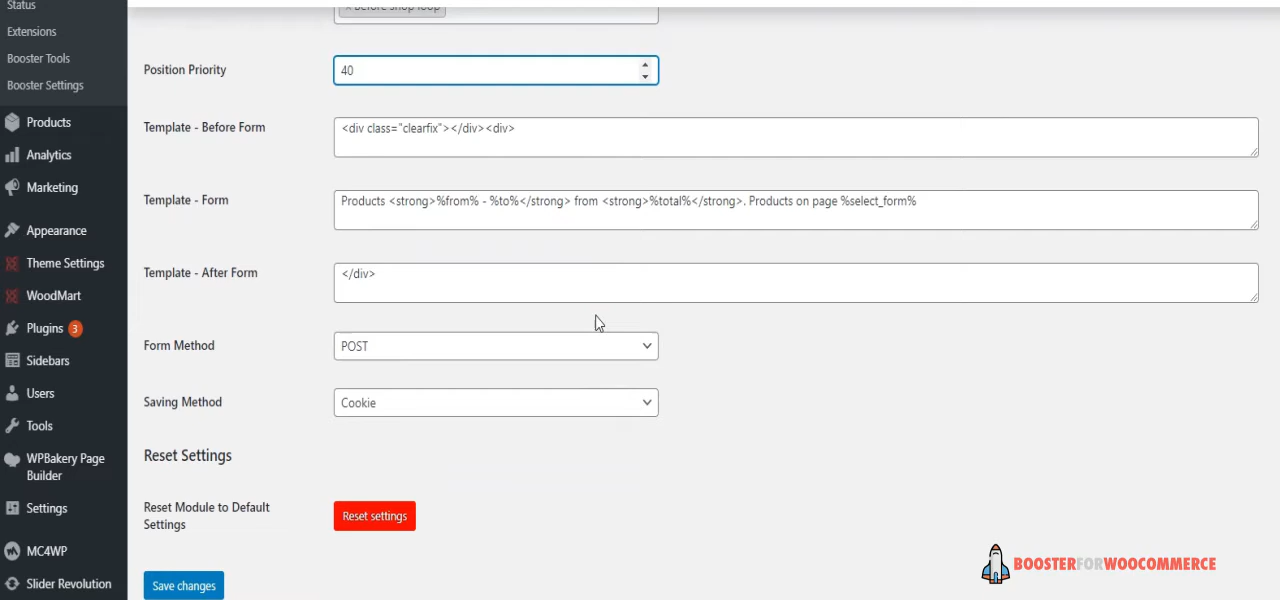 Status
Extensions
Booster Tools
Booster Settings
Products
Analytics
Marketing
Appearance
Theme Settings
WoodMart
Plugins 3
Sidebars
Users
Tools
WPBakery Page
Builder
Settings
MC4WP
Slider Revolution
× Before shop loop
Position Priority
40
Template - Before Form
<div class="clearfix"></div><div>
Template - Form
Products <strong>%from% - %to%</strong> from <strong>%total%</strong>. Products on page %select_form%
Template - After Form
</div>
Form Method
POST
Saving Method
Cookie
Reset Settings
Reset Module to Default
Settings
Reset settings
Save changes
BOOSTERFORWOOCOMMERCE